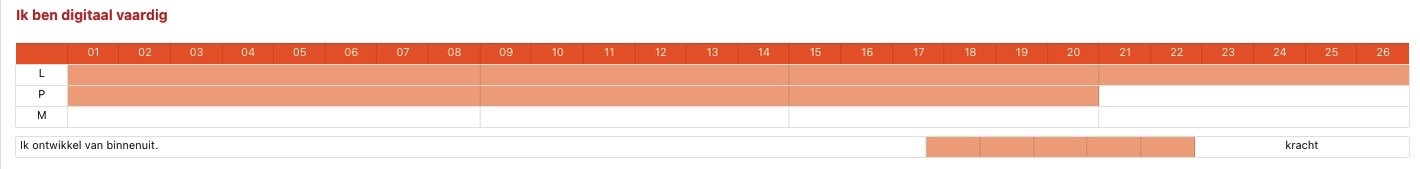 Ik ben digitaal vaardig
01 02 03 04 05 06 07 08 09 10 11 12 13 14 15 16 17 18 19 20 21 22 23 24 25 26
L
P
M
Ik ontwikkel van binnenuit. kracht